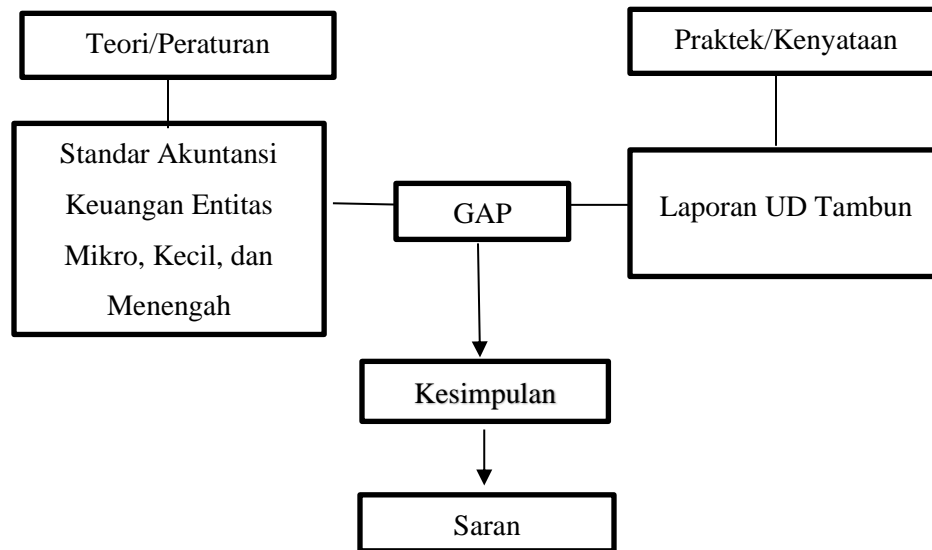 Teori/Peraturan
Praktek/Kenyataan
Standar Akuntansi
Keuangan Entitas
Mikro, Kecil, dan
Menengah
GAP
Laporan UD Tambun
Kesimpulan
Saran